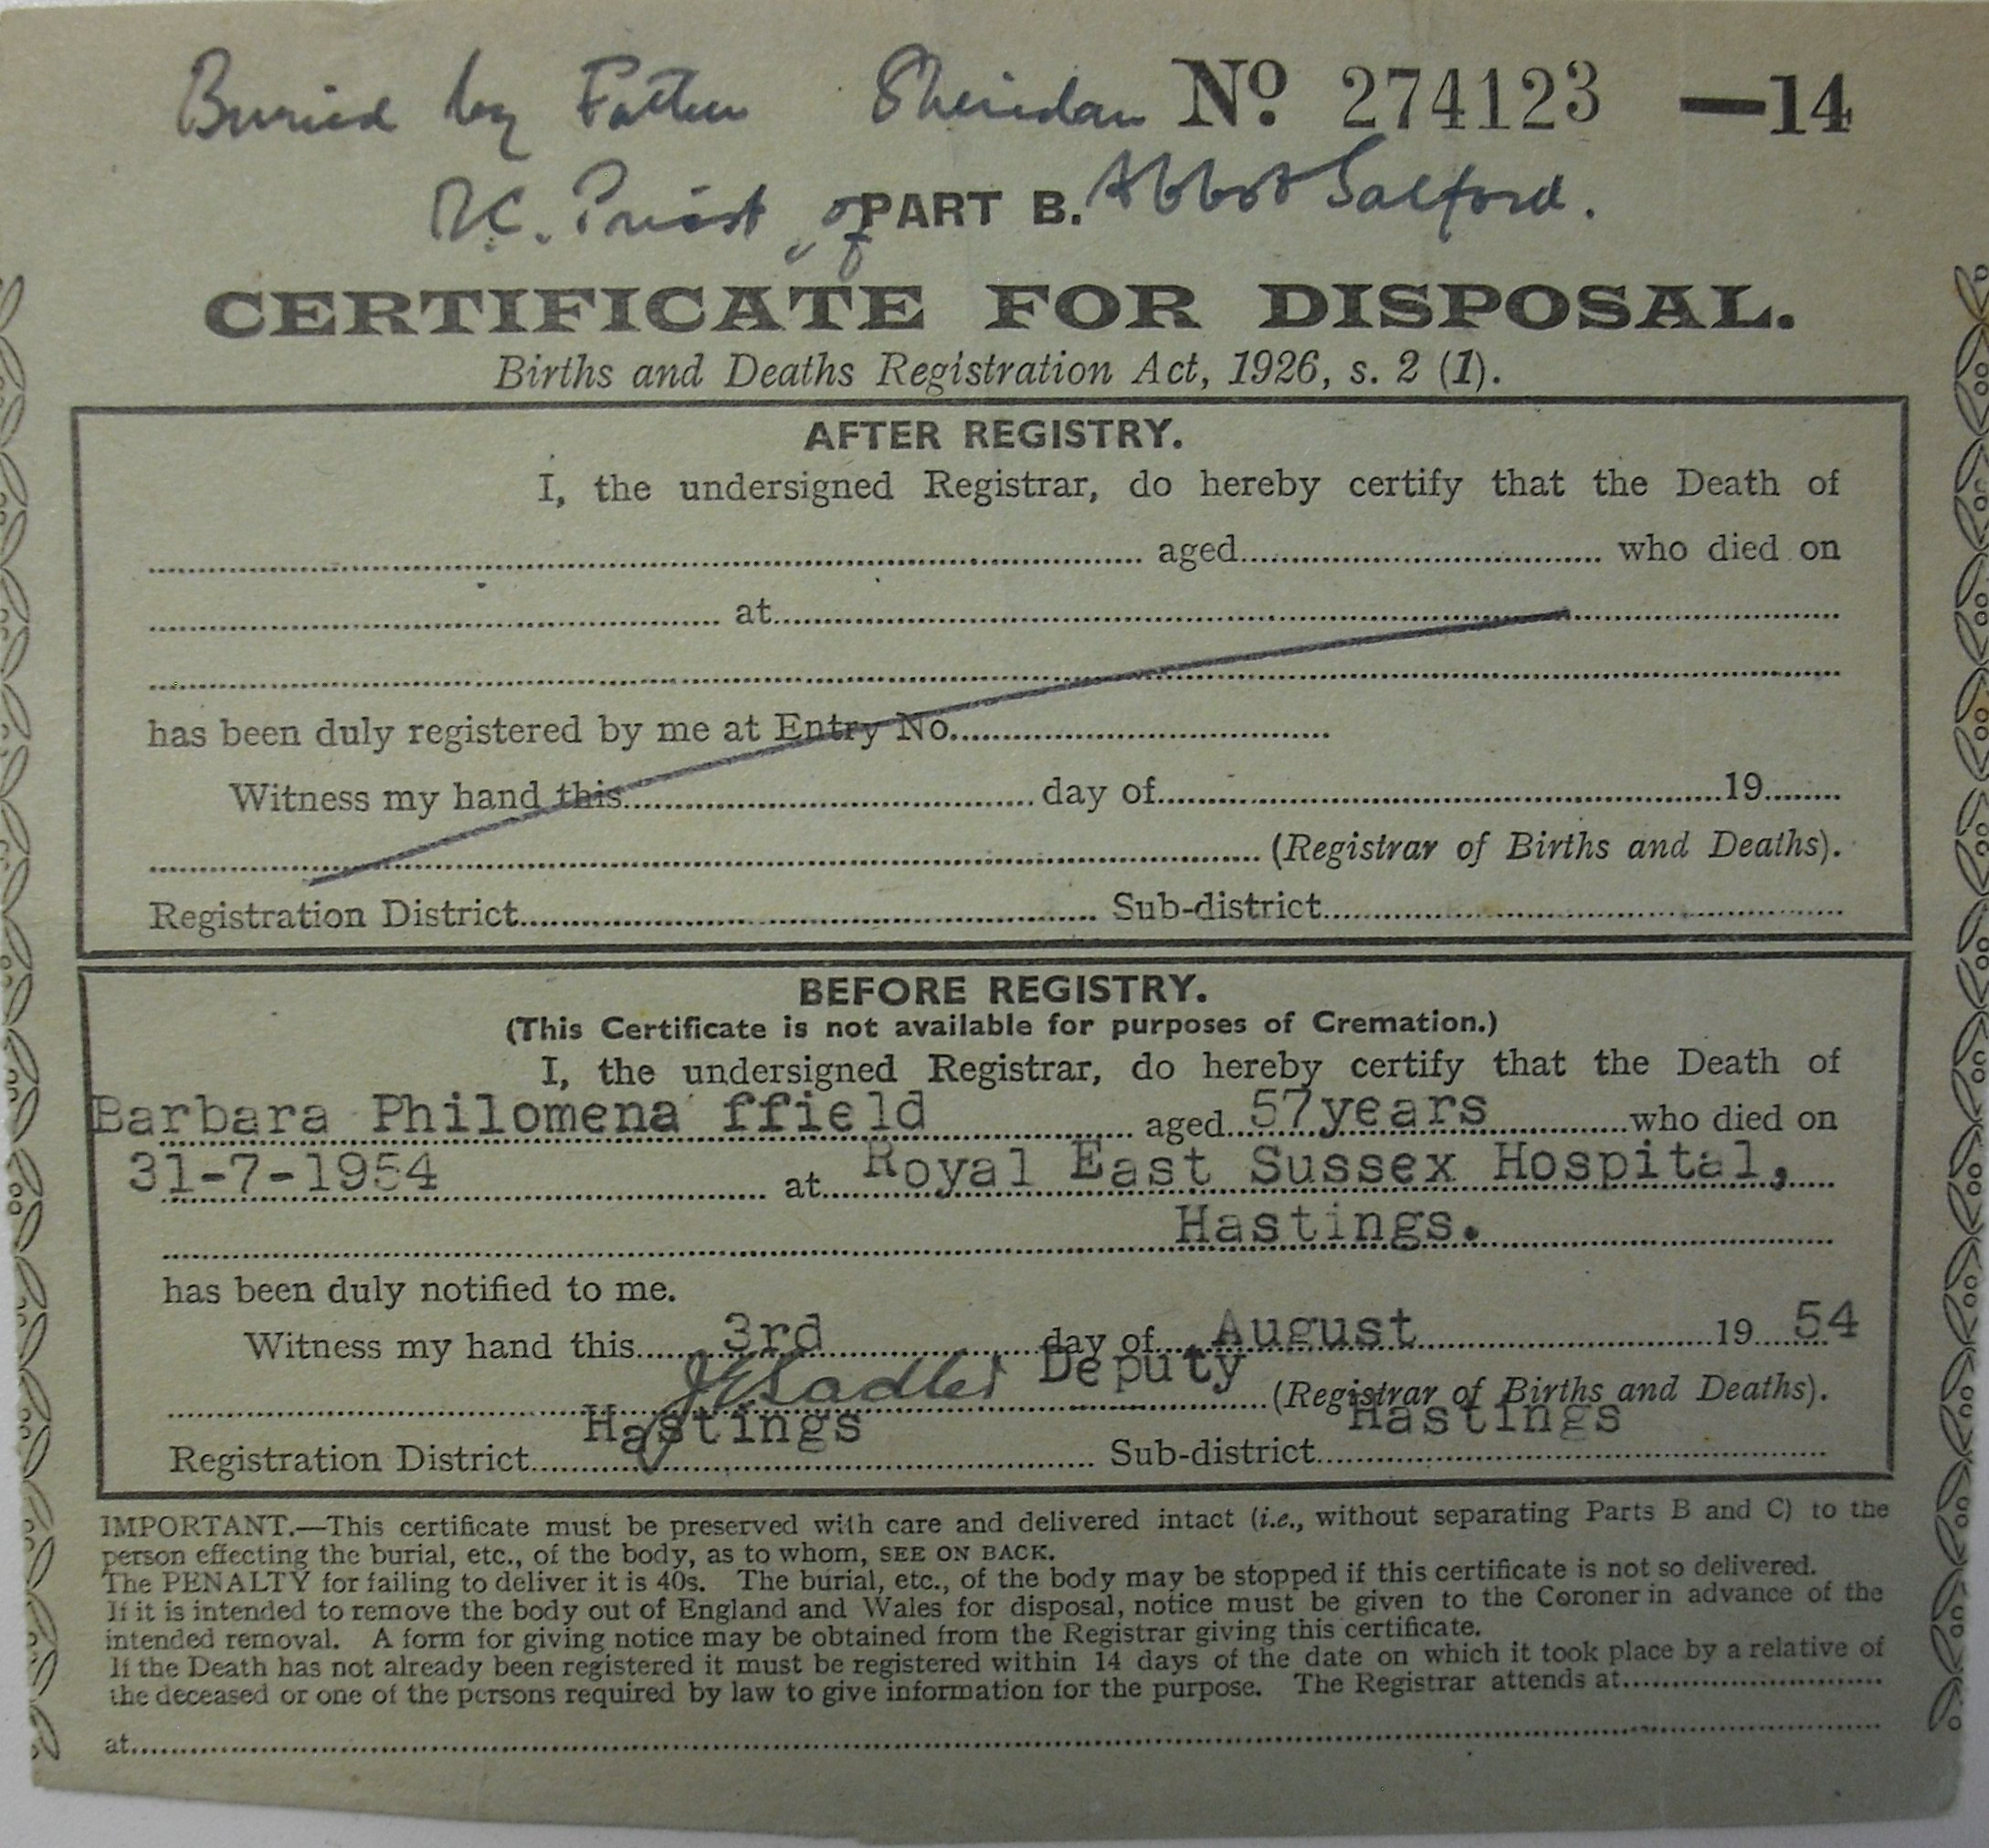 Buried by Father Sheridan No. 274123 —14
R.C. Priest, of PART B. Abbot Salford.
CERTIFICATE FOR DISPOSAL.
Births and Deaths Registration Act, 1926, s. 2 (1).
AFTER REGISTRY.
I, the undersigned Registrar, do hereby certify that the Death of
aged who died on
at
has been duly registered by me at Entry No.
Witness my hand this day of 19
(Registrar of Births and Deaths).
Registration District Sub-district
BEFORE REGISTRY.
(This Certificate is not available for purposes of Cremation.)
I, the undersigned Registrar, do hereby certify that the Death of
Barbara Philomena ffield aged 57years who died on
31-7-1954 at Royal East Sussex Hospital,
Hastings.
has been duly notified to me.
Witness my hand this 3rd day of August 19 54
Deputy (Registrar of Births and Deaths).
Registration District Hastings Sub-district Hastings
IMPORTANT.—This certificate must be preserved with care and delivered intact (i.e., without separating Parts B and C) to the
person effecting the burial, etc., of the body, as to whom, SEE ON BACK.
The PENALTY for failing to deliver it is 40s. The burial, etc., of the body may be stopped if this certificate is not so delivered.
If it is intended to remove the body out of England and Wales for disposal, notice must be given to the Coroner in advance of the
intended removal. A form for giving notice may be obtained from the Registrar giving this certificate.
If the Death has not already been registered it must be registered within 14 days of the date on which it took place by a relative of
the deceased or one of the persons required by law to give information for the purpose. The Registrar attends at
at